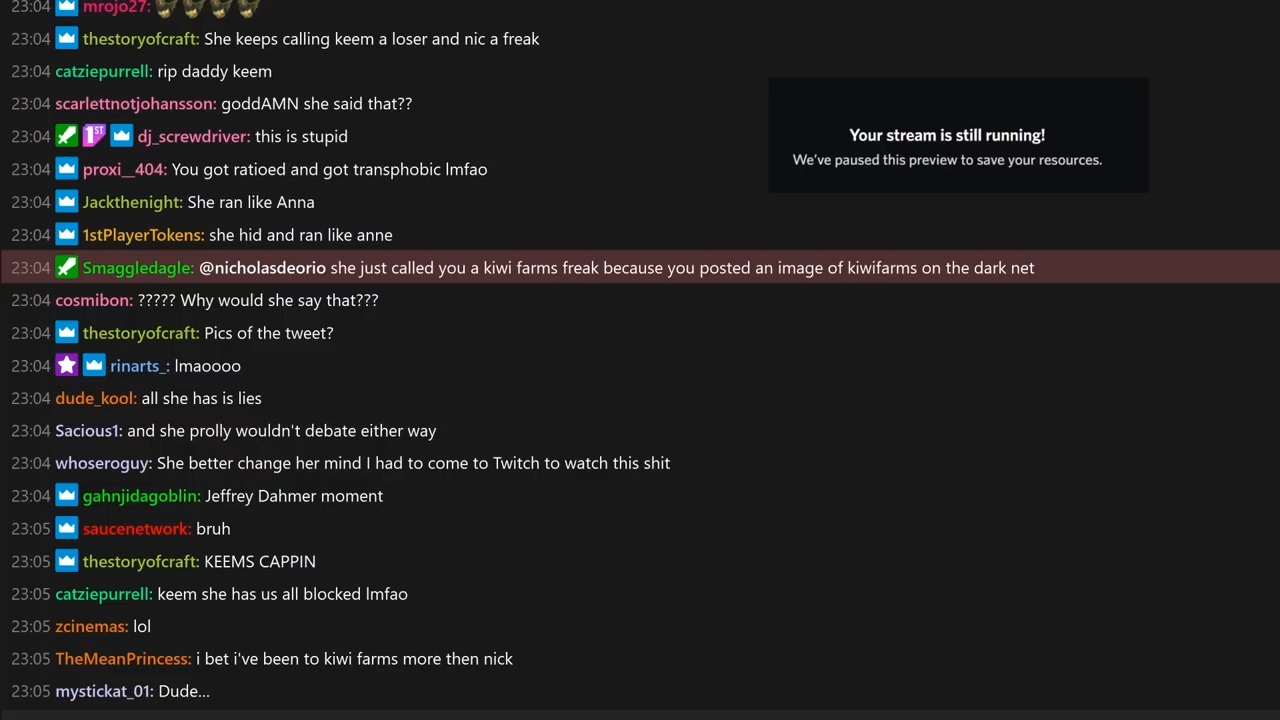 23:04 mrojo27:
23:04 thestoryofcraft: She keeps calling keem a loser and nic a freak
23:04 catziepurrell: rip daddy keem
23:04 scarlettnotjohansson: goddAMN she said that??
23:04 1ST dj_screwdriver: this is stupid
23:04 proxi__404: You got ratioed and got transphobic lmfao
23:04 Jackthenight: She ran like Anna
23:04 1stPlayerTokens: she hid and ran like anne
23:04 Smaggledagle: @nicholasdeorio she just called you a kiwi farms freak because you posted an image of kiwifarms on the dark net
23:04 cosmibon: ????? Why would she say that???
23:04 thestoryofcraft: Pics of the tweet?
23:04 rinarts_: lmaoooo
23:04 dude_kool: all she has is lies
23:04 Sacious1: and she prolly wouldn't debate either way
23:04 whoseroguy: She better change her mind I had to come to Twitch to watch this shit
23:04 gahnjidagoblin: Jeffrey Dahmer moment
23:05 saucenetwork: bruh
23:05 thestoryofcraft: KEEMS CAPPIN
23:05 catziepurrell: keem she has us all blocked lmfao
23:05 zcinemas: lol
23:05 TheMeanPrincess: i bet i've been to kiwi farms more then nick
23:05 mystickat_01: Dude...
Your stream is still running!
We've paused this preview to save your resources.